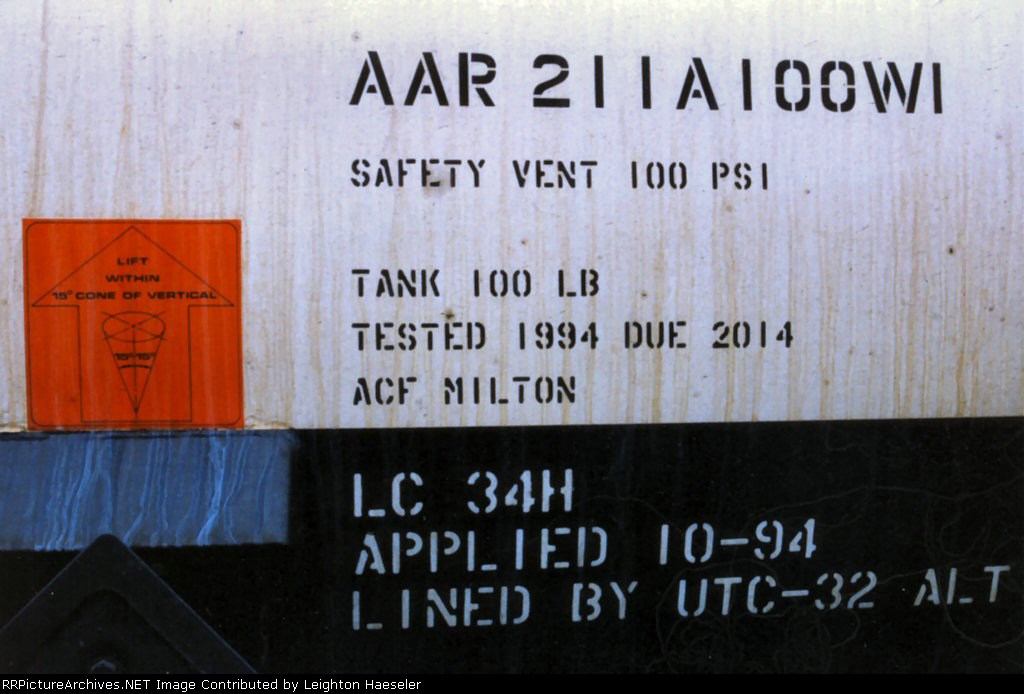 AAR 211A100W1
SAFETY VENT 100 PSI
LIFT
WITHIN
15° CONE OF VERTICAL
15° 15°
TANK 100 LB
TESTED 1994 DUE 2014
ACF MILTON
LC 34H
APPLIED 10-94
LINED BY UTC-32 ALT
RRPictureArchives.NET Image Contributed by Leighton Haeseler